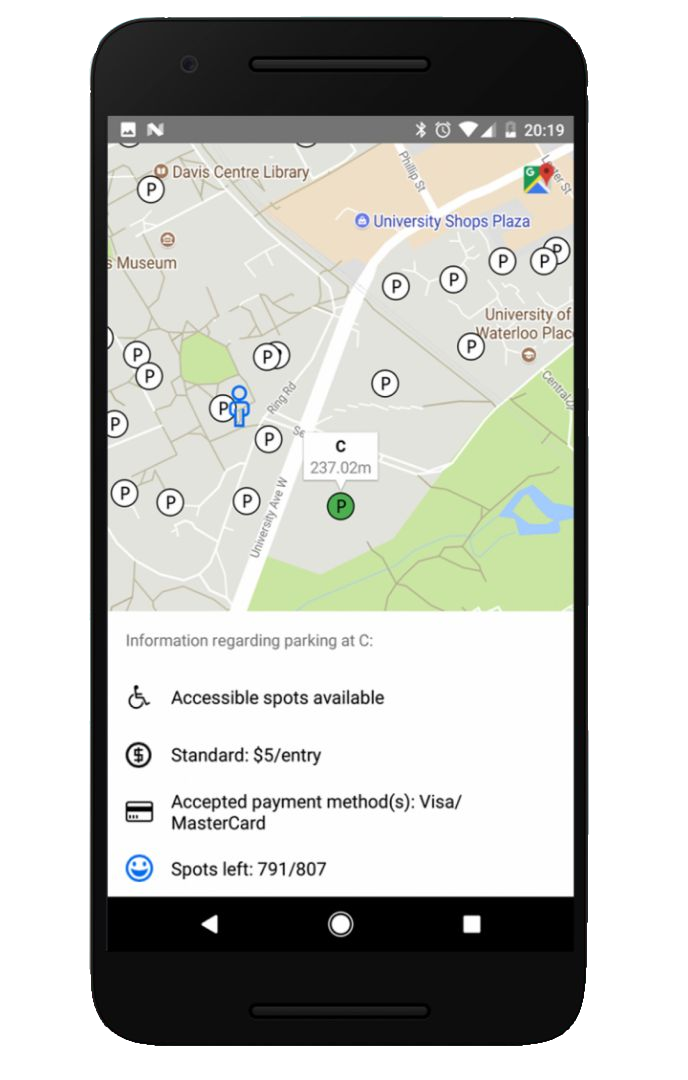 20:19
Davis Centre Library
Phillip St
University Shops Plaza
s Museum
University of
Waterloo Plac
Ring Rd
University Ave W
C
237.02m
P
Information regarding parking at C:
Accessible spots available
Standard: $5/entry
Accepted payment method(s): Visa/
MasterCard
Spots left: 791/807